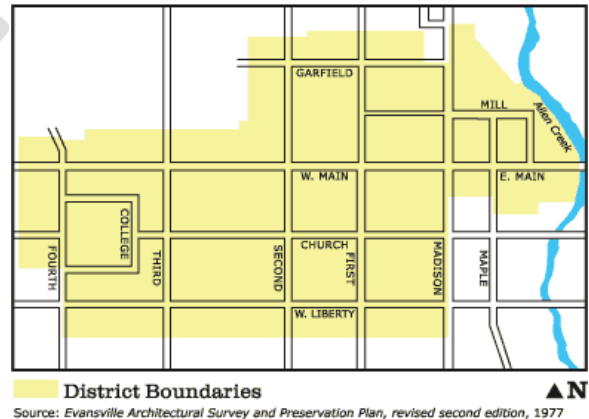 GARFIELD
MILL
Allen Creek
W. MAIN
E. MAIN
COLLEGE
FOURTH
THIRD
SECOND
CHURCH
FIRST
MADISON
MAPLE
W. LIBERTY
District Boundaries
▲N
Source: Evansville Architectural Survey and Preservation Plan, revised second edition, 1977